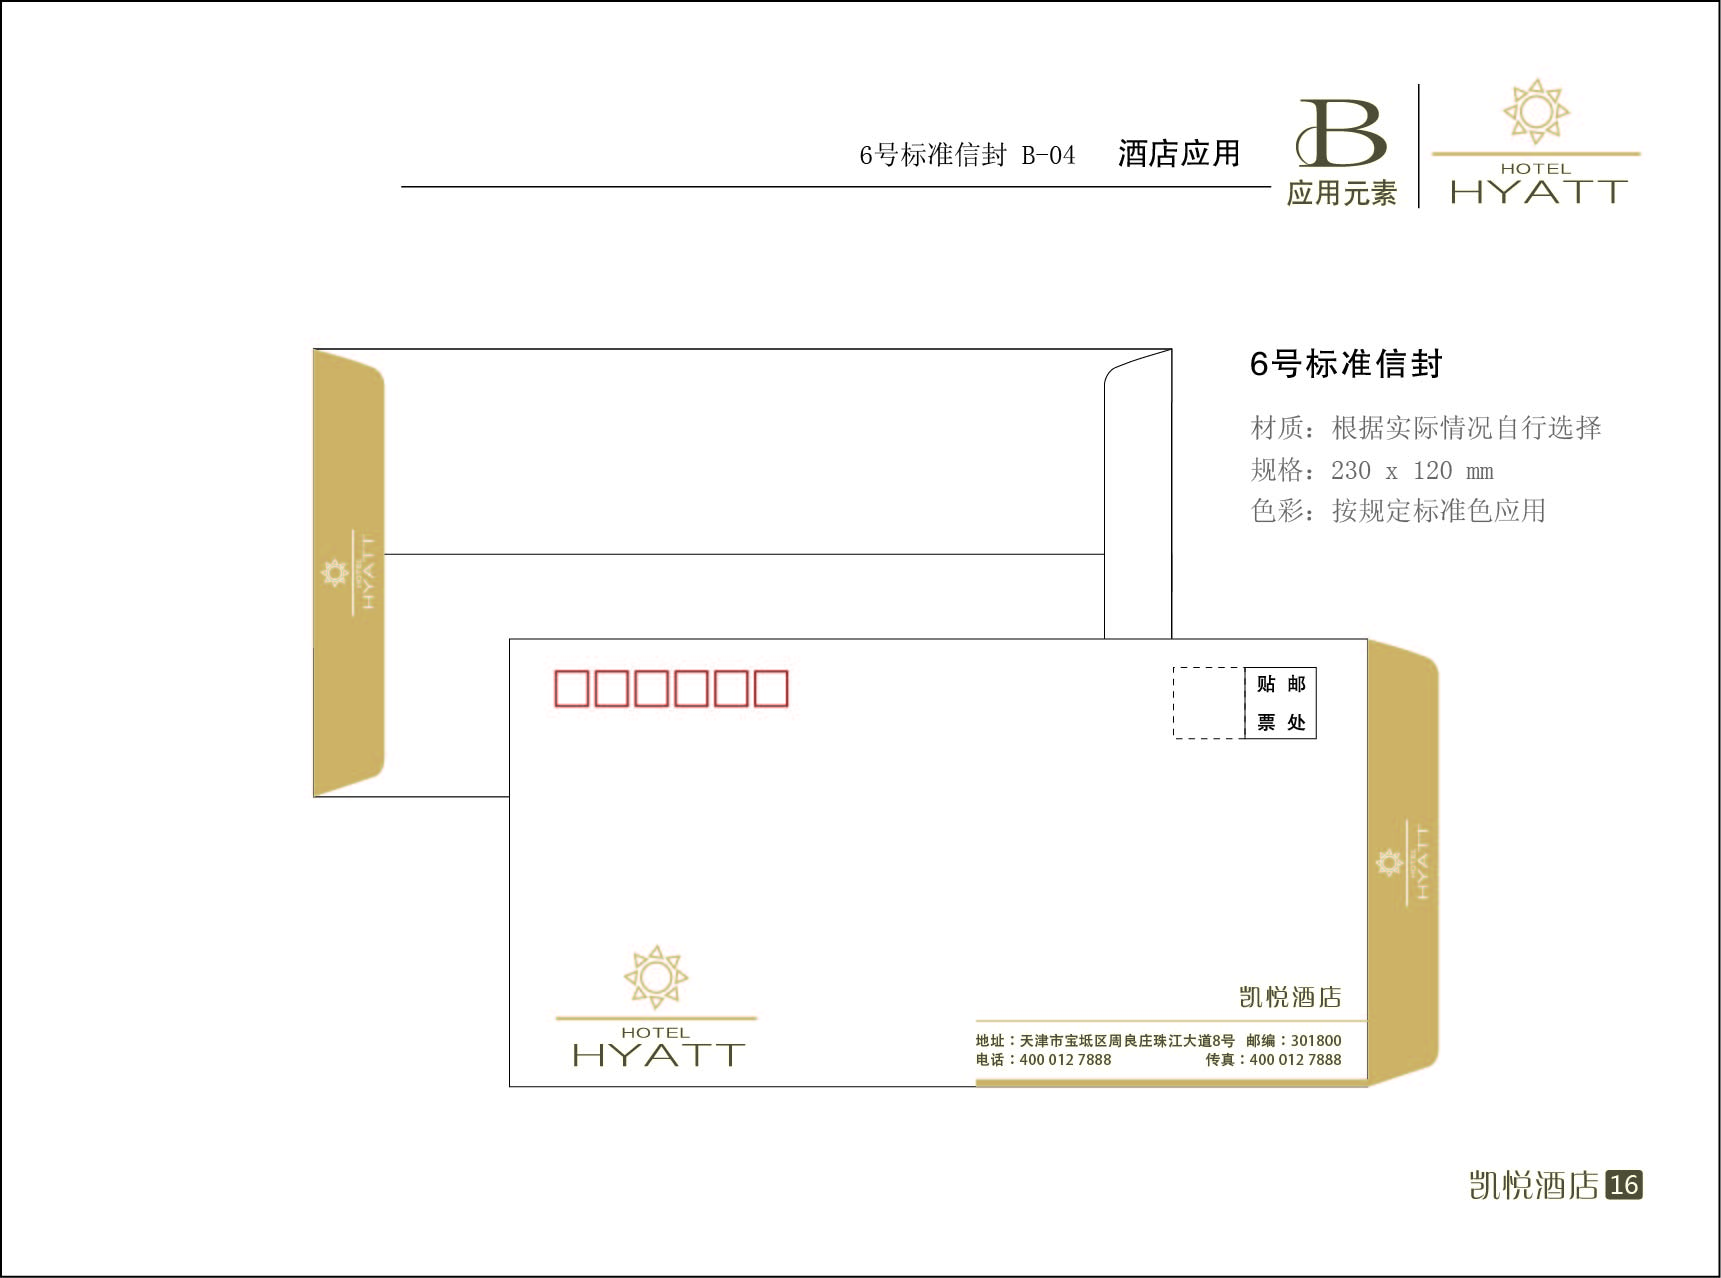 6号标准信封 B-04 酒店应用
B
应用元素
HOTEL
HYATT
6号标准信封
材质：根据实际情况自行选择
规格：230 x 120 mm
色彩：按规定标准色应用
HOTEL
HYATT
贴 邮
票 处
HOTEL
HYATT
HOTEL
HYATT
凯悦酒店
地址：天津市宝坻区周良庄珠江大道8号 邮编：301800
电话：400 012 7888 传真：400 012 7888
凯悦酒店 16